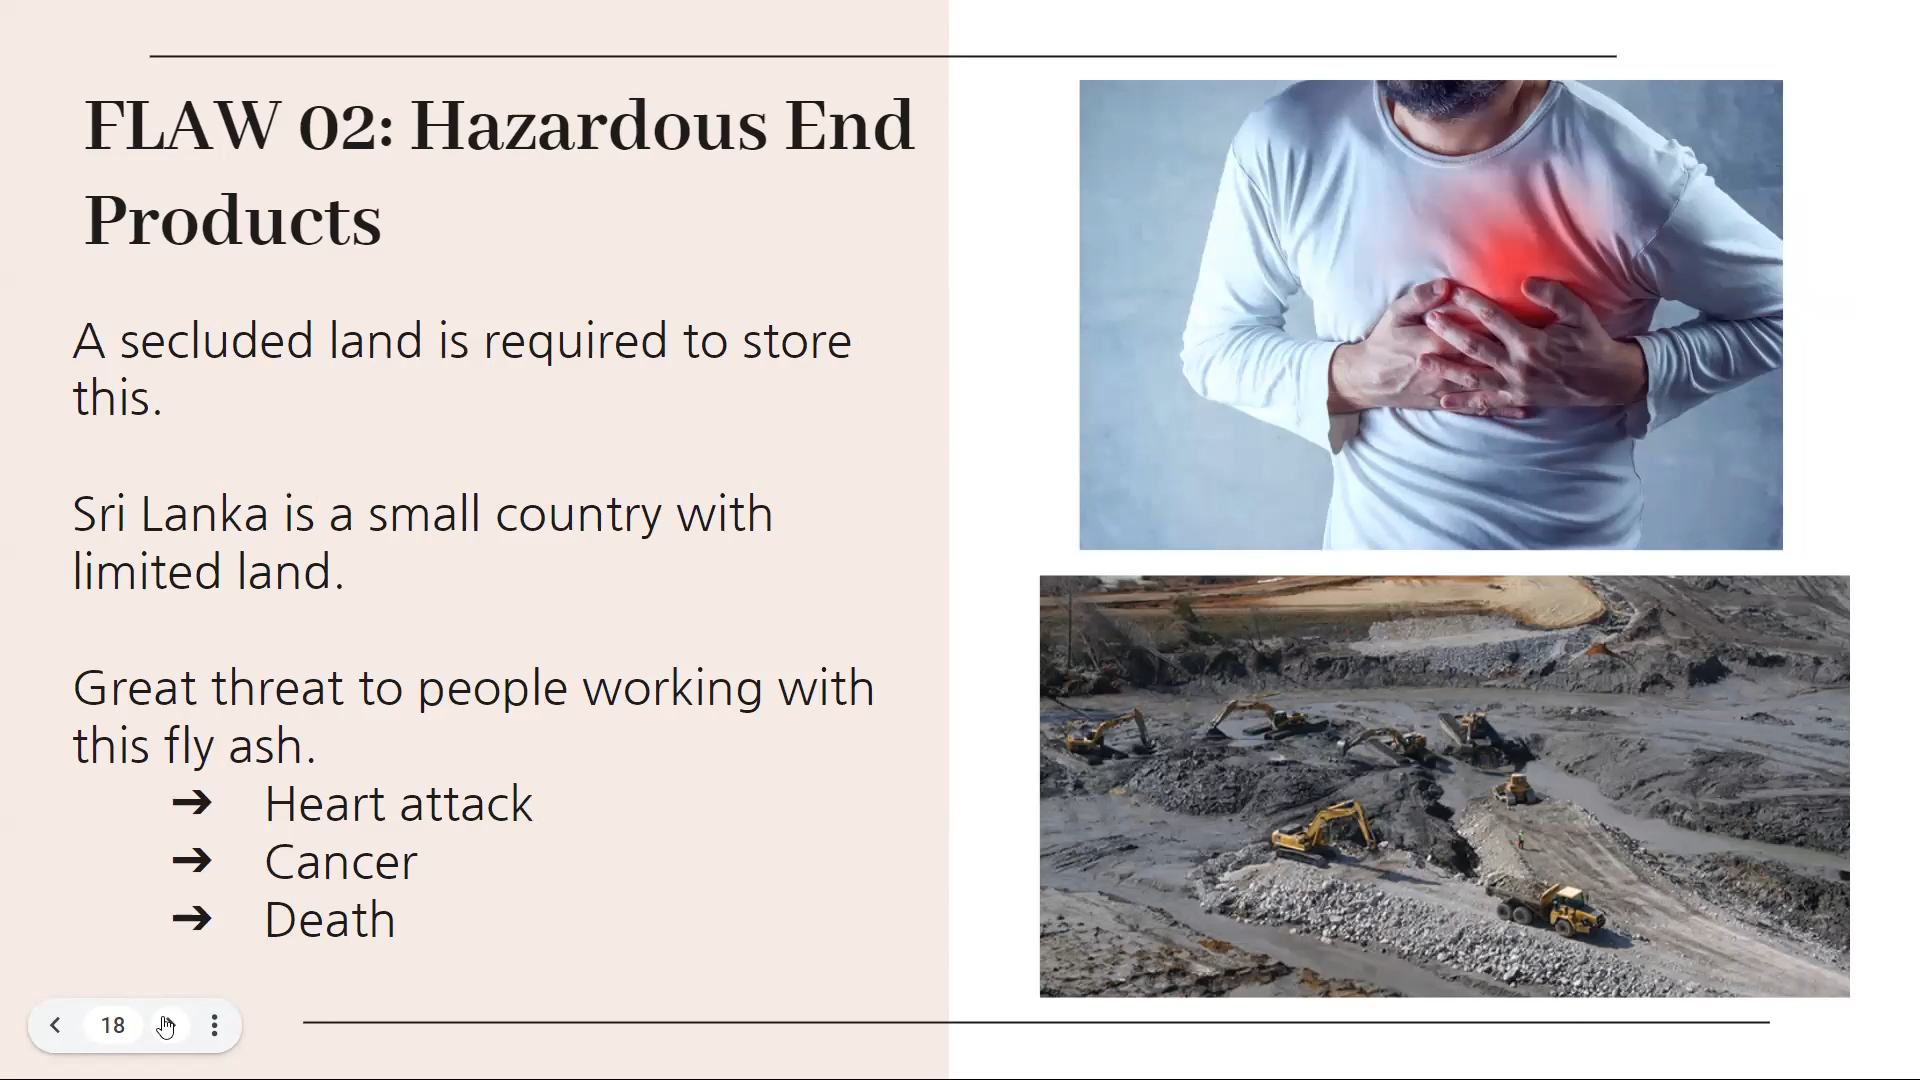 FLAW 02: Hazardous End
Products
A secluded land is required to store
this.
Sri Lanka is a small country with
limited land.
Great threat to people working with
this fly ash.
➔ Heart attack
➔ Cancer
➔ Death
18